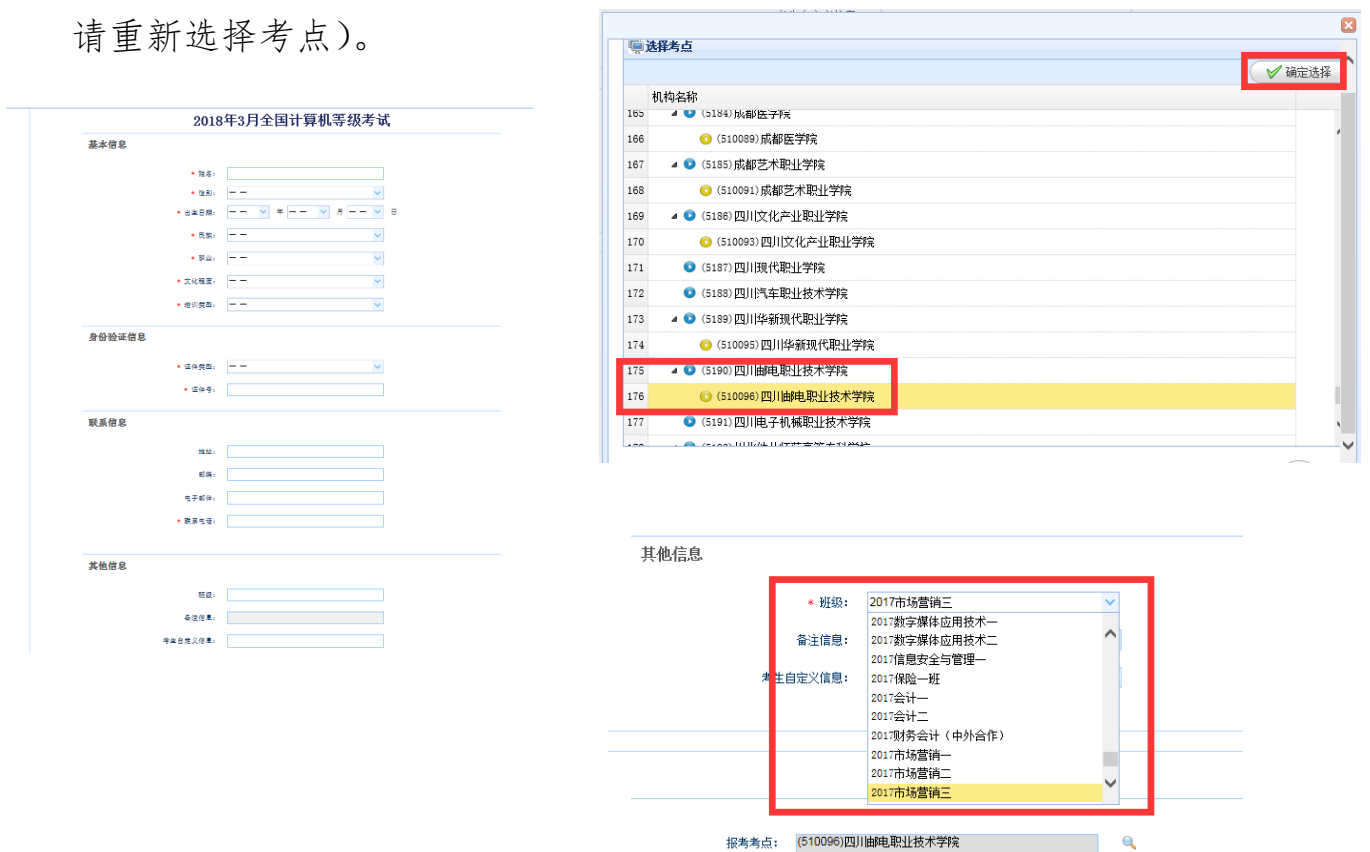 请重新选择考点）。
2018年3月全国计算机等级考试
基本信息
* 姓名：
* 性别： — —
* 出生日期： — — 年 — — 月 — — 日
* 民族： — —
* 职业： — —
* 文化程度： — —
* 培训类型： — —
身份验证信息
* 证件类型： — —
* 证件号：
联系信息
地址：
邮编：
电子邮件：
* 联系电话：
其他信息
班级：
备注信息：
考生自定义信息：
选择考点
确定选择
机构名称
165 (5184)成都医学院
166 (510089)成都医学院
167 (5185)成都艺术职业学院
168 (510091)成都艺术职业学院
169 (5186)四川文化产业职业学院
170 (510093)四川文化产业职业学院
171 (5187)四川现代职业学院
172 (5188)四川汽车职业技术学院
173 (5189)四川华新现代职业学院
174 (510095)四川华新现代职业学院
175 (5190)四川邮电职业技术学院
176 (510096)四川邮电职业技术学院
177 (5191)四川电子机械职业技术学院
其他信息
* 班级： 2017市场营销三
2017数字媒体应用技术一
备注信息： 2017数字媒体应用技术二
2017信息安全与管理一
考生自定义信息： 2017保险一班
2017会计一
2017会计二
2017财务会计（中外合作）
2017市场营销一
2017市场营销二
2017市场营销三
报考考点： (510096)四川邮电职业技术学院